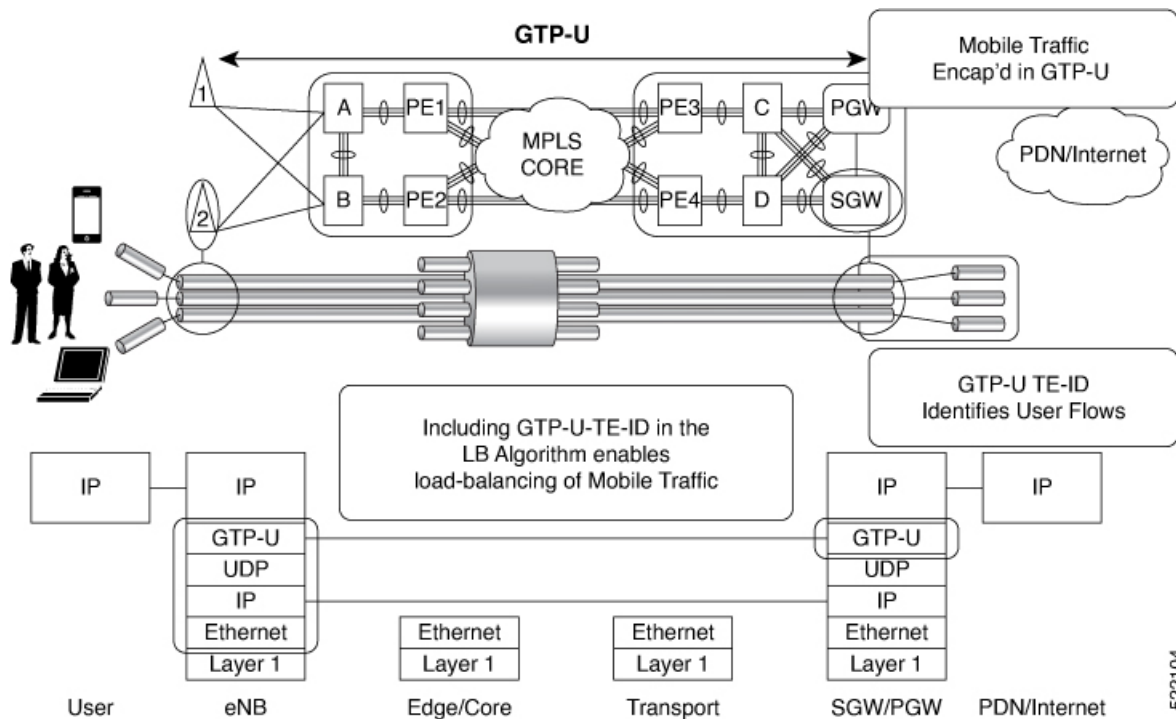 GTP-U
Mobile Traffic
Encap'd in GTP-U
1
A
PE1
PE3
C
PGW
MPLS
CORE
PDN/Internet
2
B
PE2
PE4
D
SGW
GTP-U TE-ID
Identifies User Flows
Including GTP-U-TE-ID in the
LB Algorithm enables
load-balancing of Mobile Traffic
IP
IP
IP
IP
GTP-U
GTP-U
UDP
UDP
IP
IP
Ethernet
Ethernet
Ethernet
Ethernet
Layer 1
Layer 1
Layer 1
Layer 1
User
eNB
Edge/Core
Transport
SGW/PGW
PDN/Internet